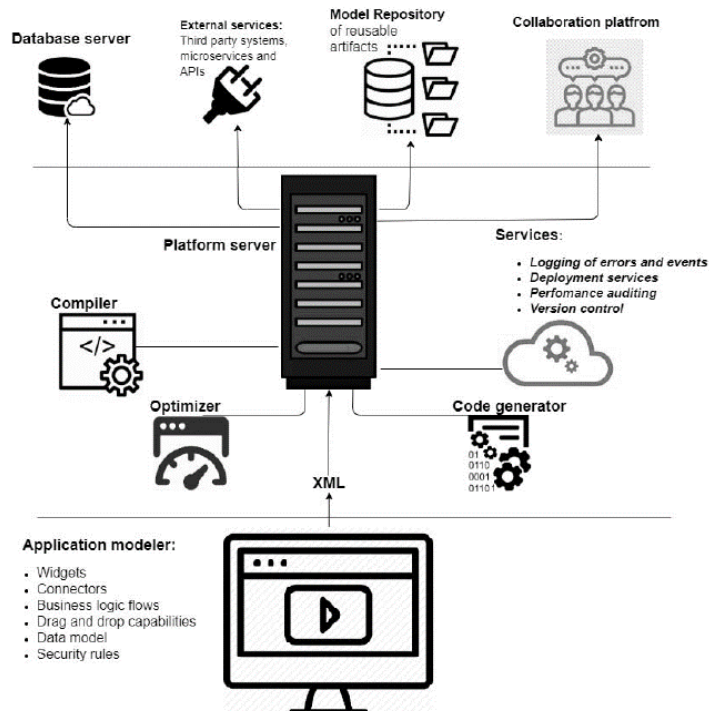 Database server
External services:
Third party systems,
microservices and
APIs
Model Repository
of reusable
artifacts
Collaboration platfrom
Platform server
Services:
• Logging of errors and events
• Deployment services
• Perfomance auditing
• Version control
Compiler
</>
Optimizer
Code generator
01
0110
0001
01101
XML
Application modeler:
• Widgets
• Connectors
• Business logic flows
• Drag and drop capabilities
• Data model
• Security rules